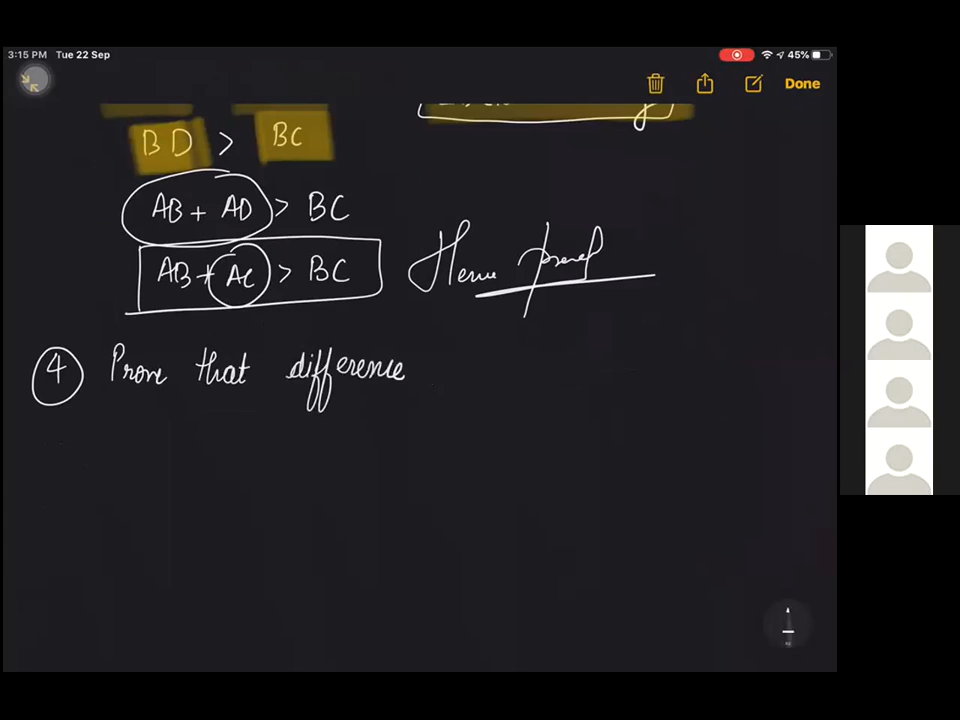 3:15 PM Tue 22 Sep
45%
Done
BD > BC
AB + AD > BC
AB + AC > BC
Hence proved
4 Prove that difference